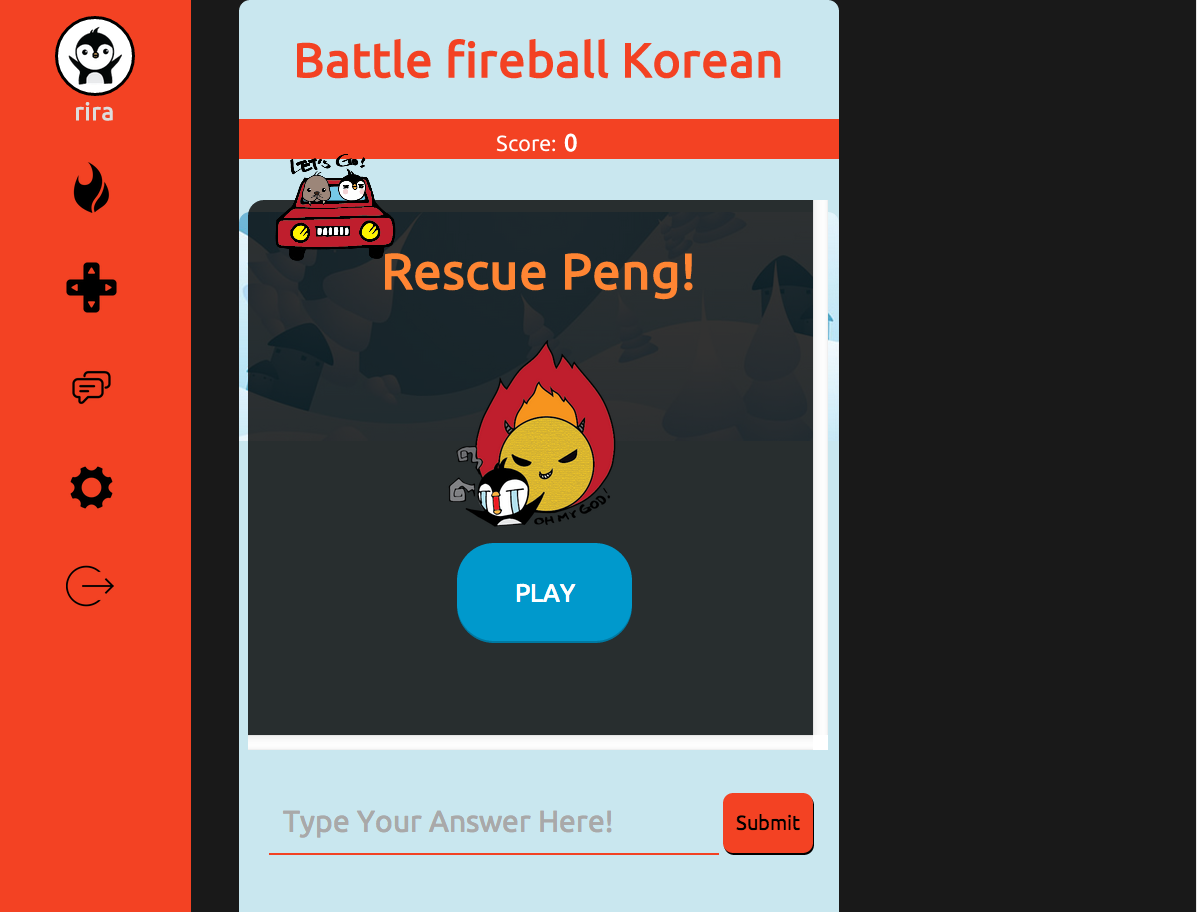 Battle fireball Korean
rira
Score: 0
LET'S GO!
Rescue Peng!
OH MY GOD!
PLAY
Type Your Answer Here!
Submit